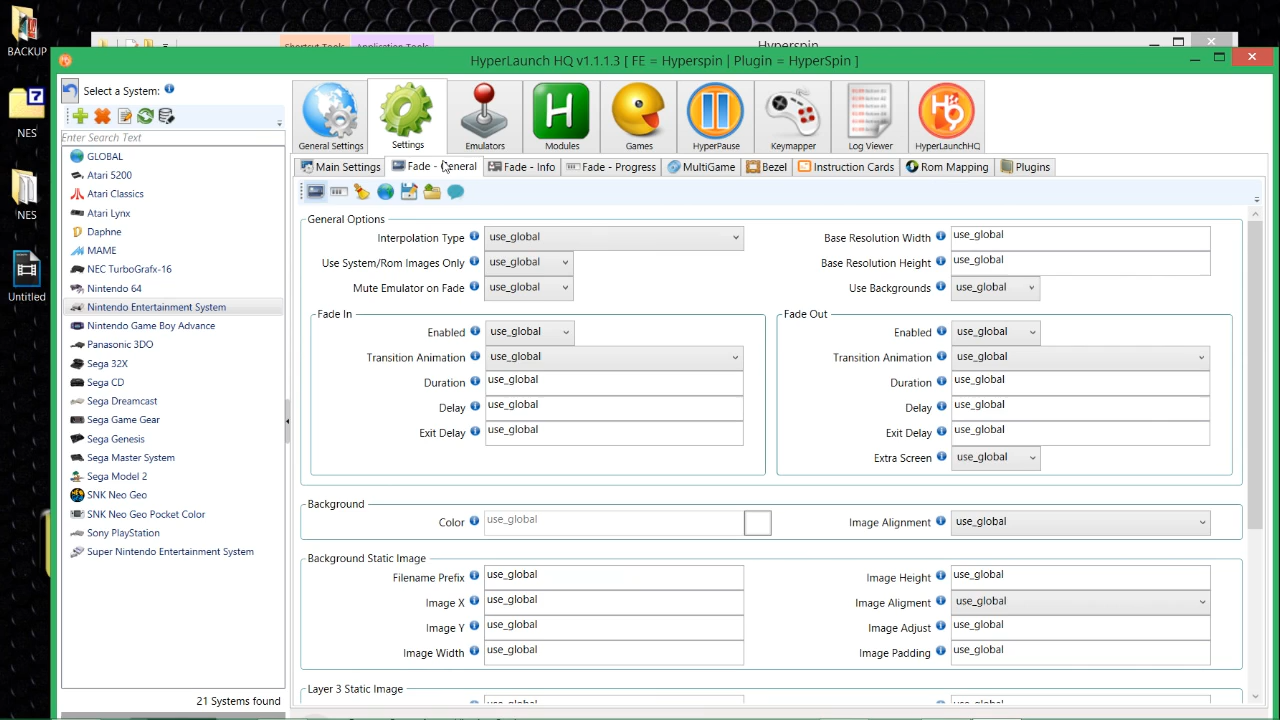 BACKUP
NES
NES
Untitled
Shortcut Tools Application Tools
Hyperspin
HyperLaunch HQ v1.1.1.3 [ FE = Hyperspin | Plugin = HyperSpin ]
Select a System:
Enter Search Text
GLOBAL
Atari 5200
Atari Classics
Atari Lynx
Daphne
MAME
NEC TurboGrafx-16
Nintendo 64
Nintendo Entertainment System
Nintendo Game Boy Advance
Panasonic 3DO
Sega 32X
Sega CD
Sega Dreamcast
Sega Game Gear
Sega Genesis
Sega Master System
Sega Model 2
SNK Neo Geo
SNK Neo Geo Pocket Color
Sony PlayStation
Super Nintendo Entertainment System
21 Systems found
General Settings Settings Emulators Modules Games HyperPause Keymapper Log Viewer HyperLaunchHQ
Main Settings Fade - General Fade - Info Fade - Progress MultiGame Bezel Instruction Cards Rom Mapping Plugins
General Options
Interpolation Type use_global Base Resolution Width use_global
Use System/Rom Images Only use_global Base Resolution Height use_global
Mute Emulator on Fade use_global Use Backgrounds use_global
Fade In Fade Out
Enabled use_global Enabled use_global
Transition Animation use_global Transition Animation use_global
Duration use_global Duration use_global
Delay use_global Delay use_global
Exit Delay use_global Exit Delay use_global
Extra Screen use_global
Background
Color use_global Image Alignment use_global
Background Static Image
Filename Prefix use_global Image Height use_global
Image X use_global Image Aligment use_global
Image Y use_global Image Adjust use_global
Image Width use_global Image Padding use_global
Layer 3 Static Image